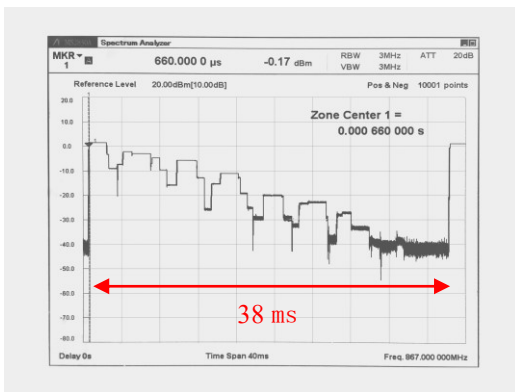 Spectrum Analyzer
MKR 1 660.000 0 µs -0.17 dBm RBW 3MHz ATT 20dB
VBW 3MHz
Reference Level 20.00dBm[10.00dB] Pos & Neg 10001 points
Zone Center 1 =
0.000 660 000 s
20.0
10.0
0.0
-10.0
-20.0
-30.0
-40.0
-50.0
-60.0
-70.0
-80.0
38 ms
Delay 0s Time Span 40ms Freq. 867.000 000MHz